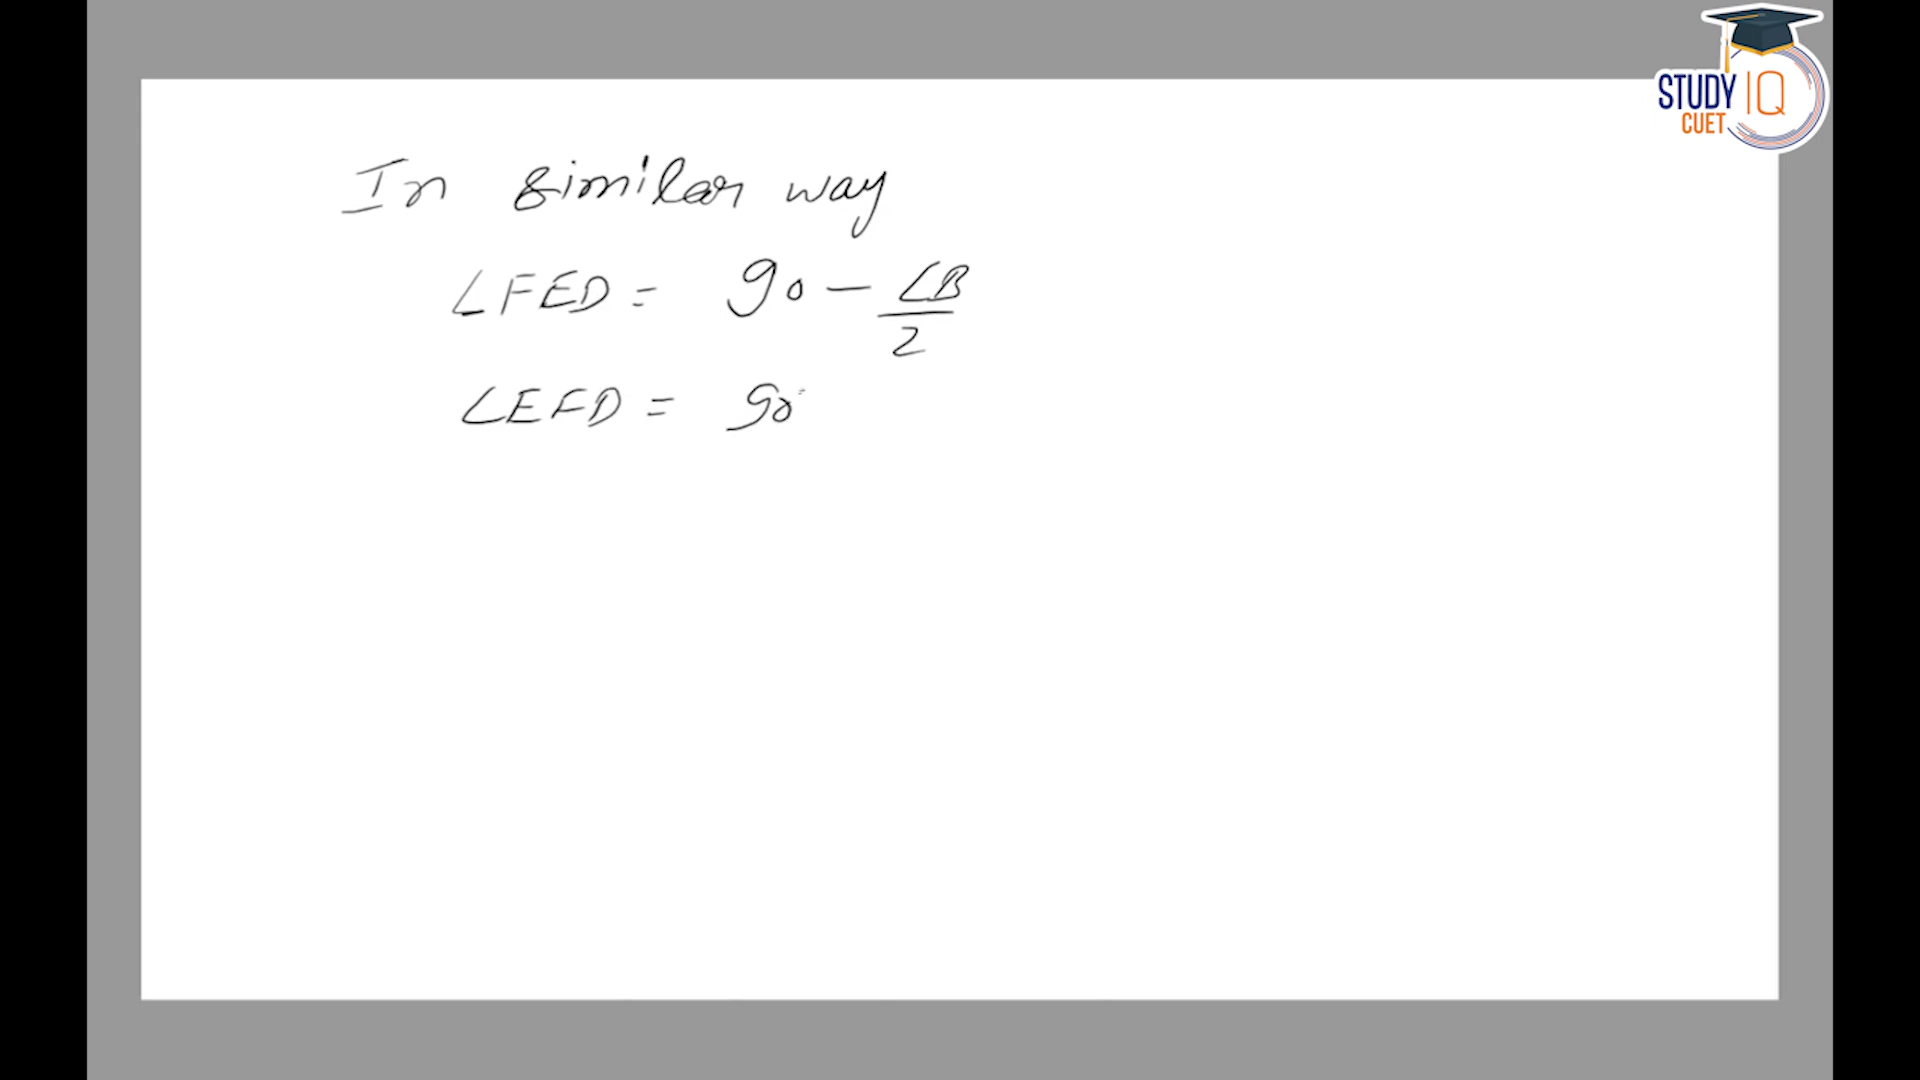 STUDY IQ
CUET
In similar way
∠FED = 90 - ∠B/2
∠EFD = 90